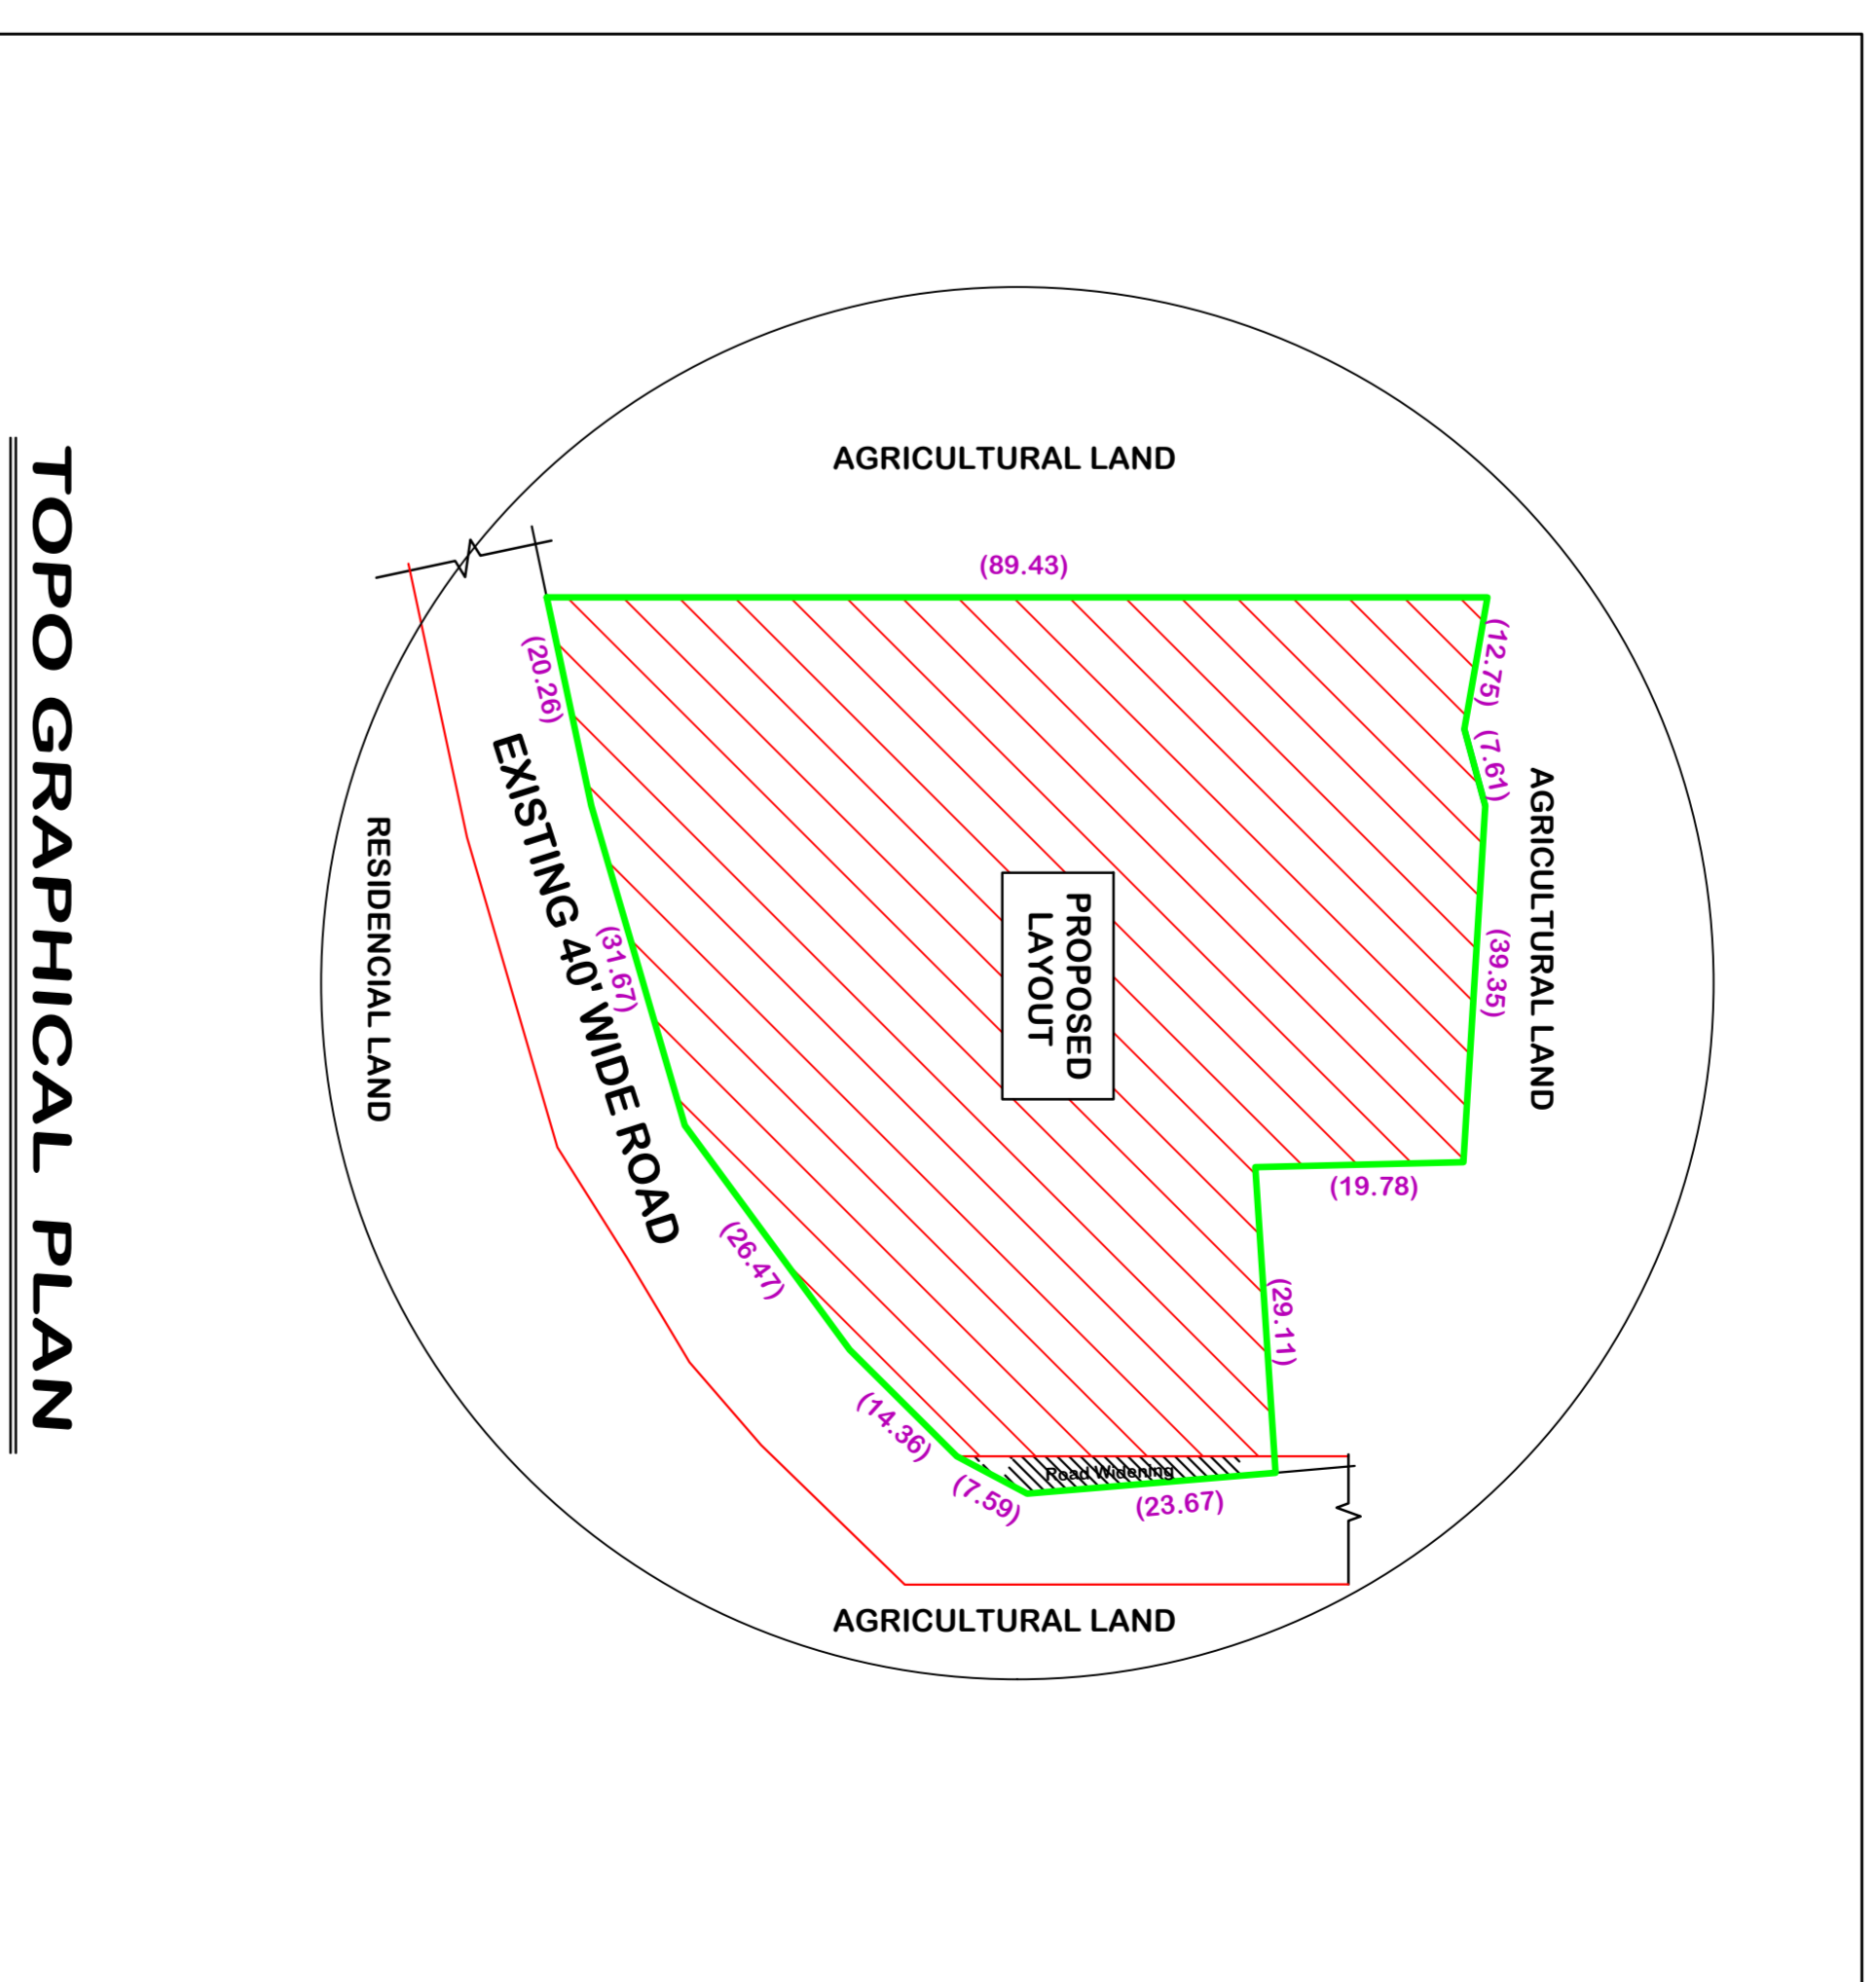 AGRICULTURAL LAND
(89.43)
(12.75)
(7.61)
(39.35)
AGRICULTURAL LAND
(19.78)
(29.11)
(23.67)
Road Widening
(7.59)
(14.36)
(26.47)
(31.67)
(20.26)
EXISTING 40' WIDE ROAD
PROPOSED
LAYOUT
RESIDENCIAL LAND
AGRICULTURAL LAND
TOPO GRAPHICAL PLAN